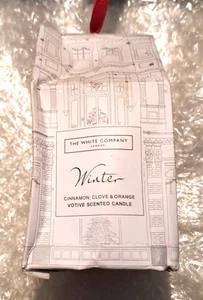 THE WHITE COMPANY
LONDON
Winter
CINNAMON, CLOVE & ORANGE
VOTIVE SCENTED CANDLE